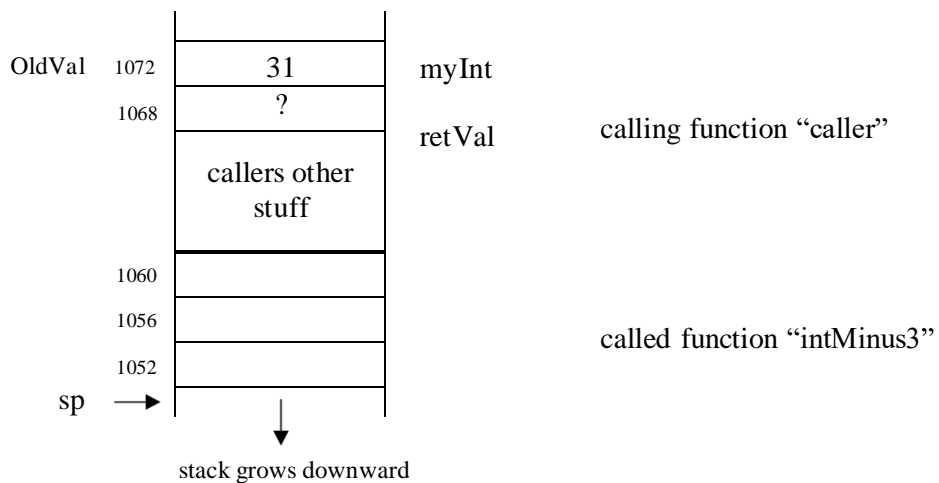 OldVal 1072 31 myInt
1068 ?
retVal
calling function “caller”
callers other
stuff
1060
1056
called function “intMinus3”
1052
sp
stack grows downward